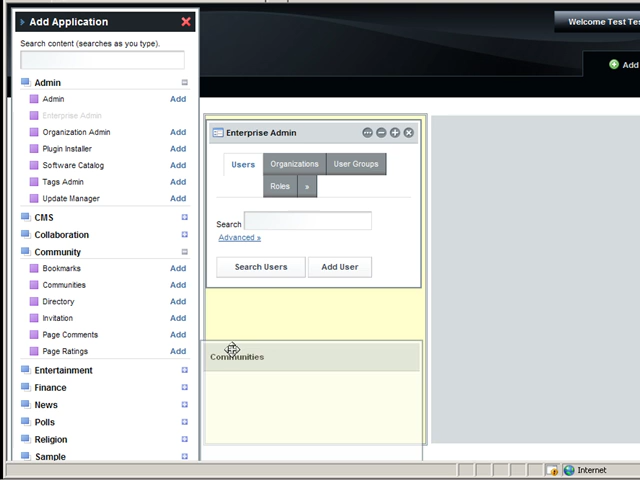 Add Application
Welcome Test
Search content (searches as you type).
Add
Admin
Admin Add
Enterprise Admin
Organization Admin Add
Plugin Installer Add
Software Catalog Add
Tags Admin Add
Update Manager Add
CMS
Collaboration
Community
Bookmarks Add
Communities Add
Directory Add
Invitation Add
Page Comments Add
Page Ratings Add
Entertainment
Finance
News
Polls
Religion
Sample
Enterprise Admin
Users Organizations User Groups
Roles »
Search
Advanced »
Search Users Add User
Communities
Internet